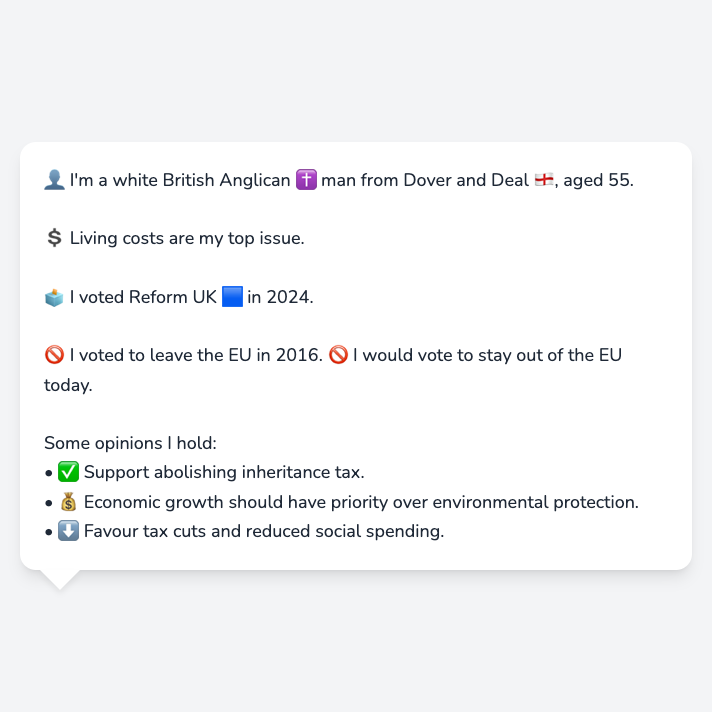 👤 I'm a white British Anglican ✝️ man from Dover and Deal 🏴󠁧󠁢󠁥󠁮󠁧󠁿, aged 55.
💲 Living costs are my top issue.
🗳️ I voted Reform UK 🟦 in 2024.
🚫 I voted to leave the EU in 2016. 🚫 I would vote to stay out of the EU
today.
Some opinions I hold:
• ✅ Support abolishing inheritance tax.
• 💰 Economic growth should have priority over environmental protection.
• ⬇️ Favour tax cuts and reduced social spending.